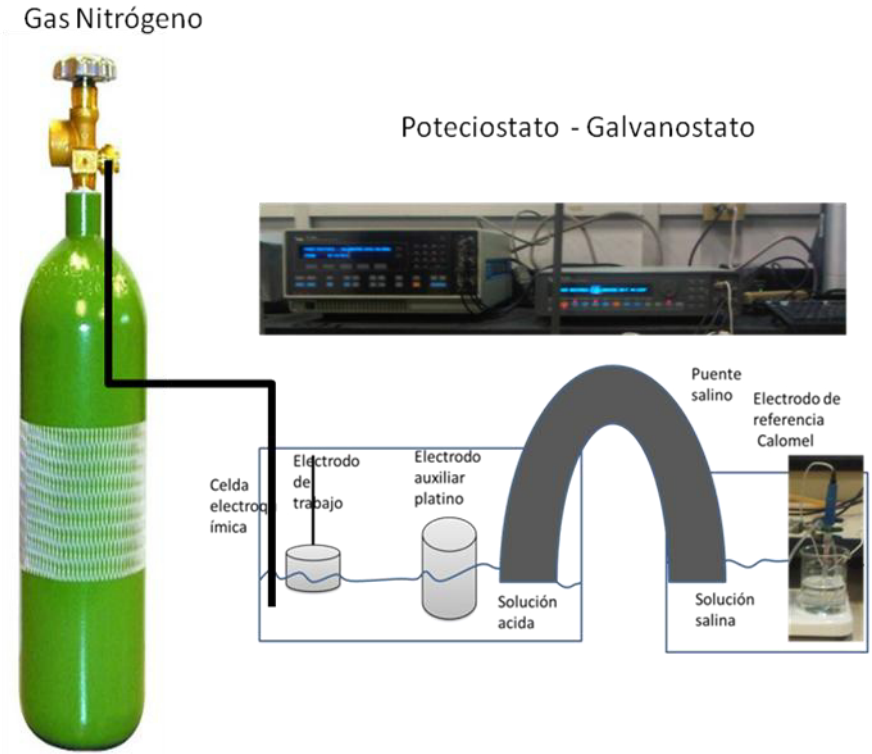 Gas Nitrógeno
Poteciostato - Galvanostato
Puente
salino
Electrodo de
referencia
Calomel
Electrodo
de
trabajo
Electrodo
auxiliar
platino
Celda
electroqu
ímica
Solución
acida
Solución
salina